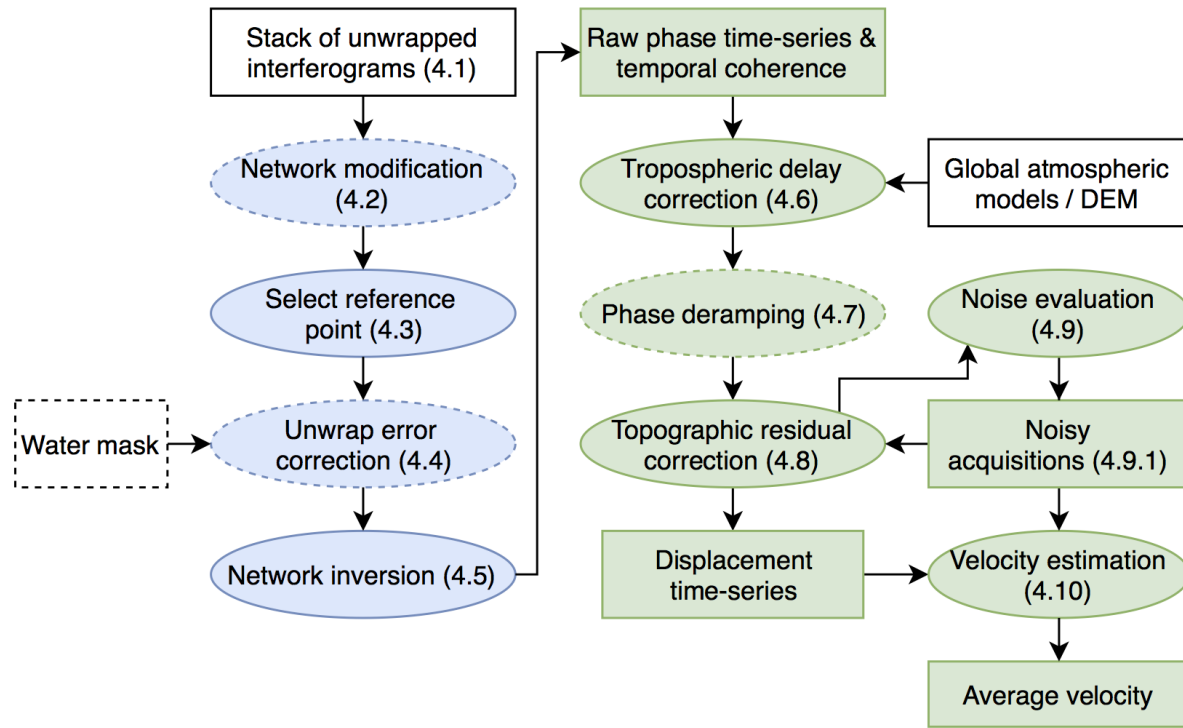 Stack of unwrapped
interferograms (4.1)
Network modification
(4.2)
Select reference
point (4.3)
Water mask
Unwrap error
correction (4.4)
Network inversion (4.5)
Raw phase time-series &
temporal coherence
Tropospheric delay
correction (4.6)
Global atmospheric
models / DEM
Phase deramping (4.7)
Noise evaluation
(4.9)
Topographic residual
correction (4.8)
Noisy
acquisitions (4.9.1)
Displacement
time-series
Velocity estimation
(4.10)
Average velocity